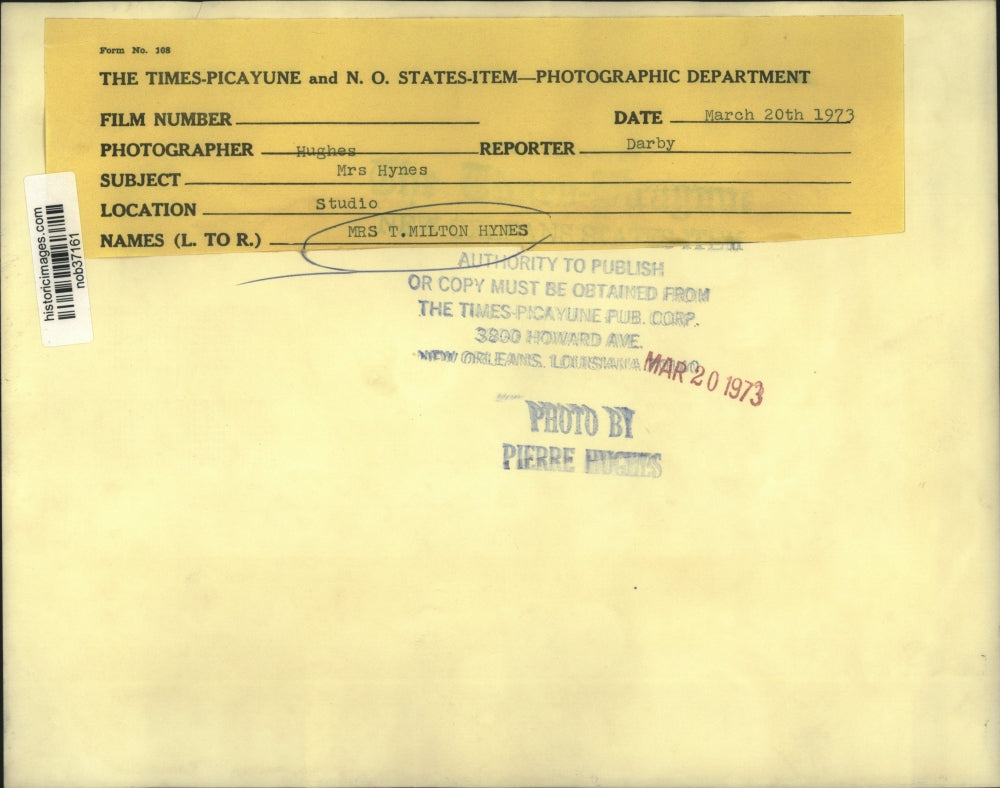 Form No. 108
THE TIMES-PICAYUNE and N. O. STATES-ITEM—PHOTOGRAPHIC DEPARTMENT
FILM NUMBER DATE March 20th 1973
PHOTOGRAPHER Hughes REPORTER Darby
SUBJECT Mrs Hynes
LOCATION Studio
NAMES (L. TO R.) MRS T.MILTON HYNES
STATES-ITEM
AUTHORITY TO PUBLISH
OR COPY MUST BE OBTAINED FROM
THE TIMES-PICAYUNE PUB. CORP.
3800 HOWARD AVE.
NEW ORLEANS, LOUISIANA
MAR 20 1973
PHOTO BY
PIERRE HUGHES
historicimages.com
nob37161